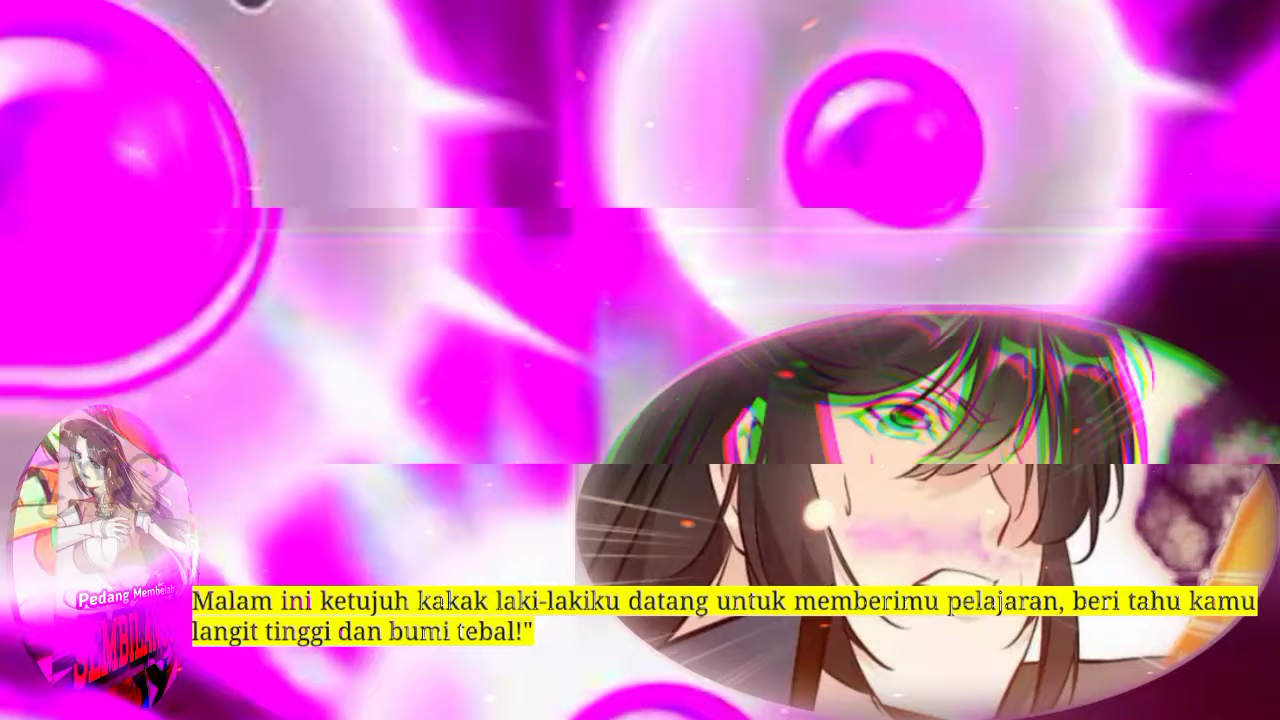 Pedang Membelah
SEMBILAN
Malam ini ketujuh kakak laki-lakiku datang untuk memberimu pelajaran, beri tahu kamu
langit tinggi dan bumi tebal!"